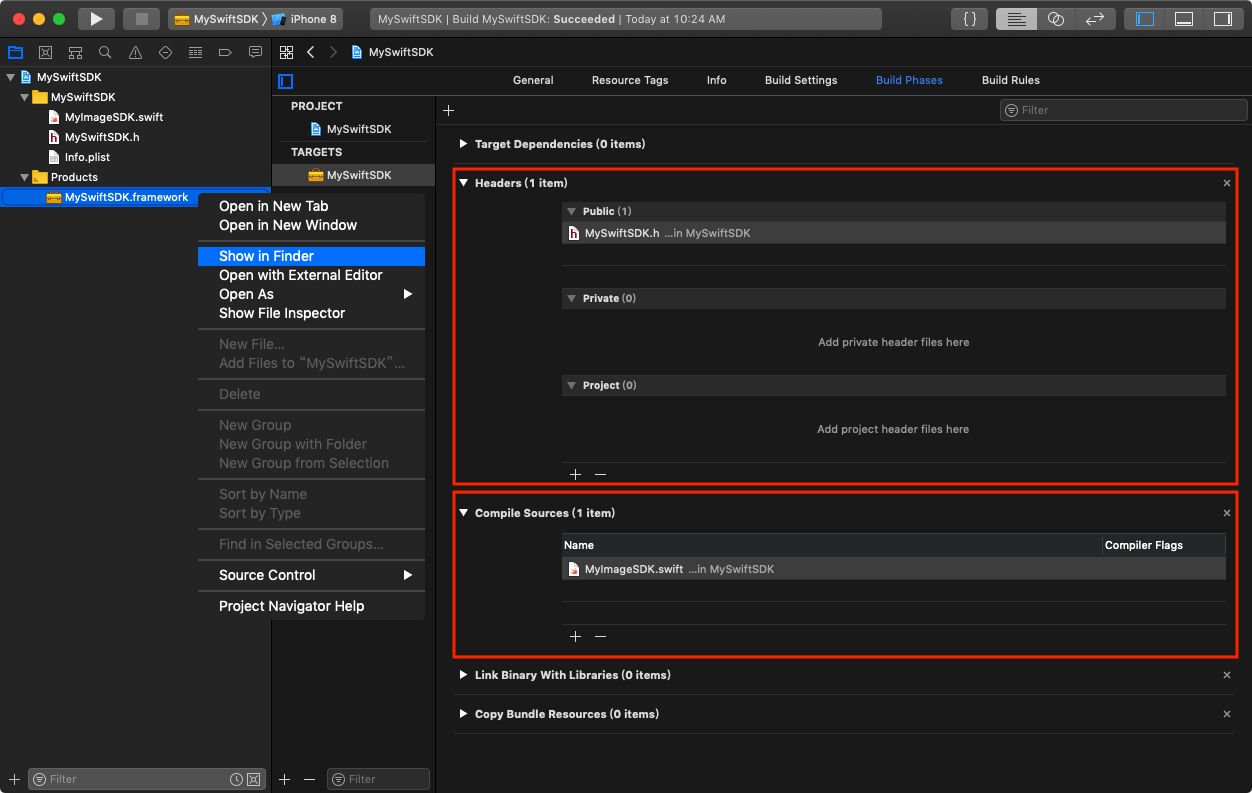 MySwiftSDK
iPhone 8
MySwiftSDK | Build MySwiftSDK: Succeeded | Today at 10:24 AM
{ }
MySwiftSDK
MySwiftSDK
MySwiftSDK
MyImageSDK.swift
MySwiftSDK.h
Info.plist
Products
MySwiftSDK.framework
Filter
Open in New Tab
Open in New Window
Show in Finder
Open with External Editor
Open As
Show File Inspector
New File...
Add Files to “MySwiftSDK”...
Delete
New Group
New Group with Folder
New Group from Selection
Sort by Name
Sort by Type
Find in Selected Groups...
Source Control
Project Navigator Help
PROJECT
MySwiftSDK
TARGETS
MySwiftSDK
Filter
General Resource Tags Info Build Settings Build Phases Build Rules
Filter
Target Dependencies (0 items)
Headers (1 item)
Public (1)
MySwiftSDK.h ...in MySwiftSDK
Private (0)
Add private header files here
Project (0)
Add project header files here
Compile Sources (1 item)
Name Compiler Flags
MyImageSDK.swift ...in MySwiftSDK
Link Binary With Libraries (0 items)
Copy Bundle Resources (0 items)